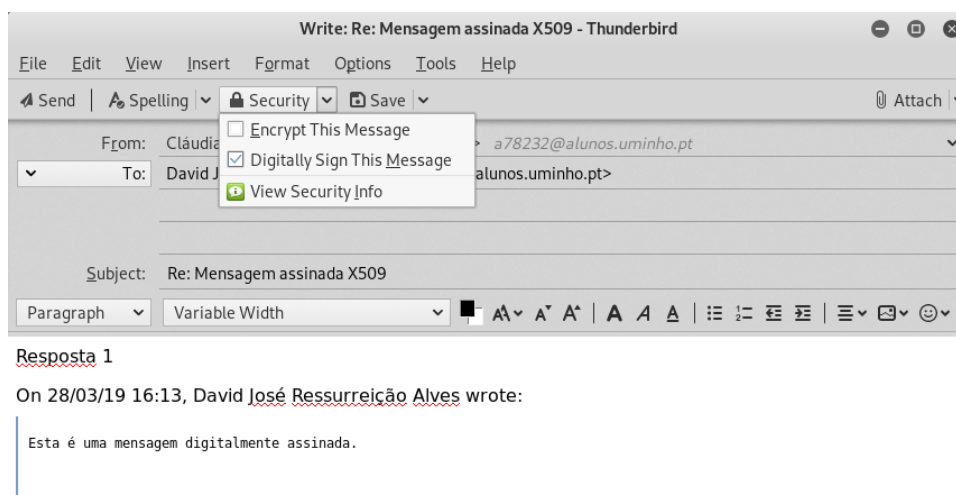 Write: Re: Mensagem assinada X509 - Thunderbird
File Edit View Insert Format Options Tools Help
Send Spelling Security Save Attach
Encrypt This Message
From: Cláudia a78232@alunos.uminho.pt
Digitally Sign This Message
To: David J alunos.uminho.pt>
View Security Info
Subject: Re: Mensagem assinada X509
Paragraph Variable Width
Resposta 1
On 28/03/19 16:13, David José Ressurreição Alves wrote:
Esta é uma mensagem digitalmente assinada.